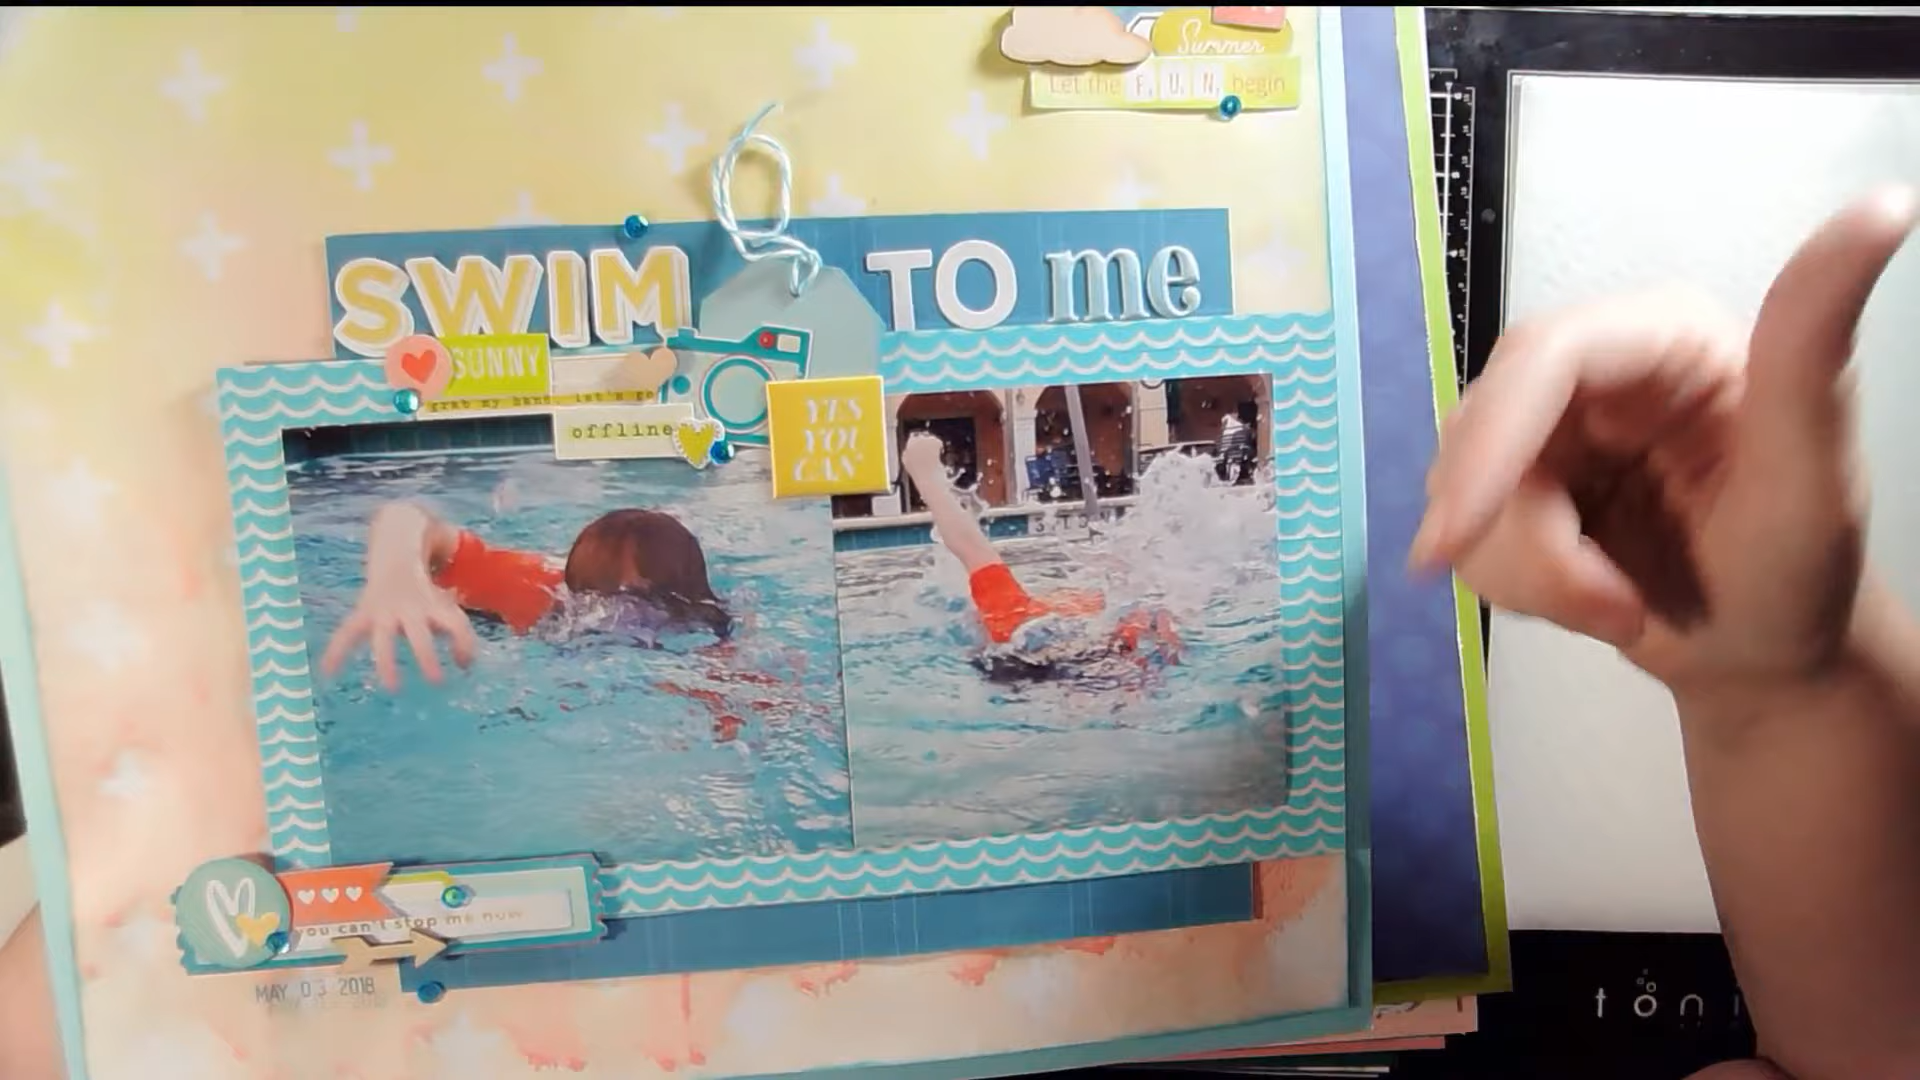 Summer
Let the F. U. N. begin
SWIM TO me
SUNNY
grab my hand, let's go
offline
YES
YOU
CAN
you can't stop me now
MAY 03 2018
toni